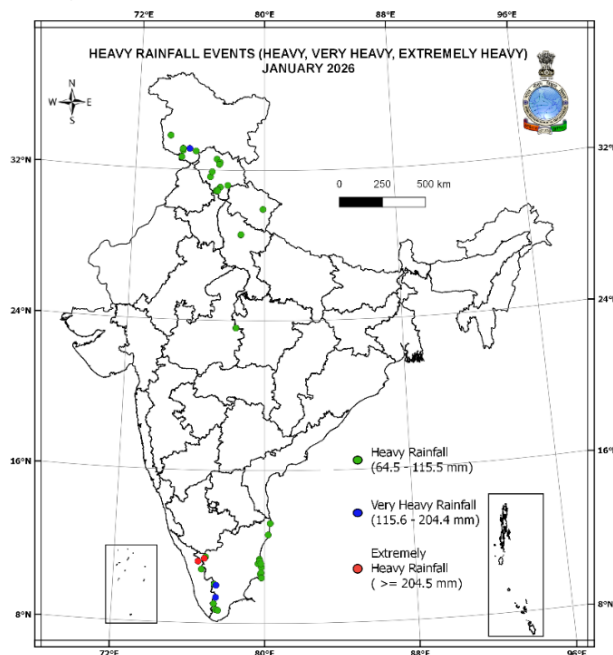 72°E 80°E 88°E 96°E
HEAVY RAINFALL EVENTS (HEAVY, VERY HEAVY, EXTREMELY HEAVY)
JANUARY 2026
N
W E
S
32°N 32°N
0 250 500 km
24°N 24°N
16°N 16°N
Heavy Rainfall
(64.5 - 115.5 mm)
Very Heavy Rainfall
(115.6 - 204.4 mm)
Extremely
Heavy Rainfall
( >= 204.5 mm)
8°N 8°N
72°E 80°E 88°E 96°E